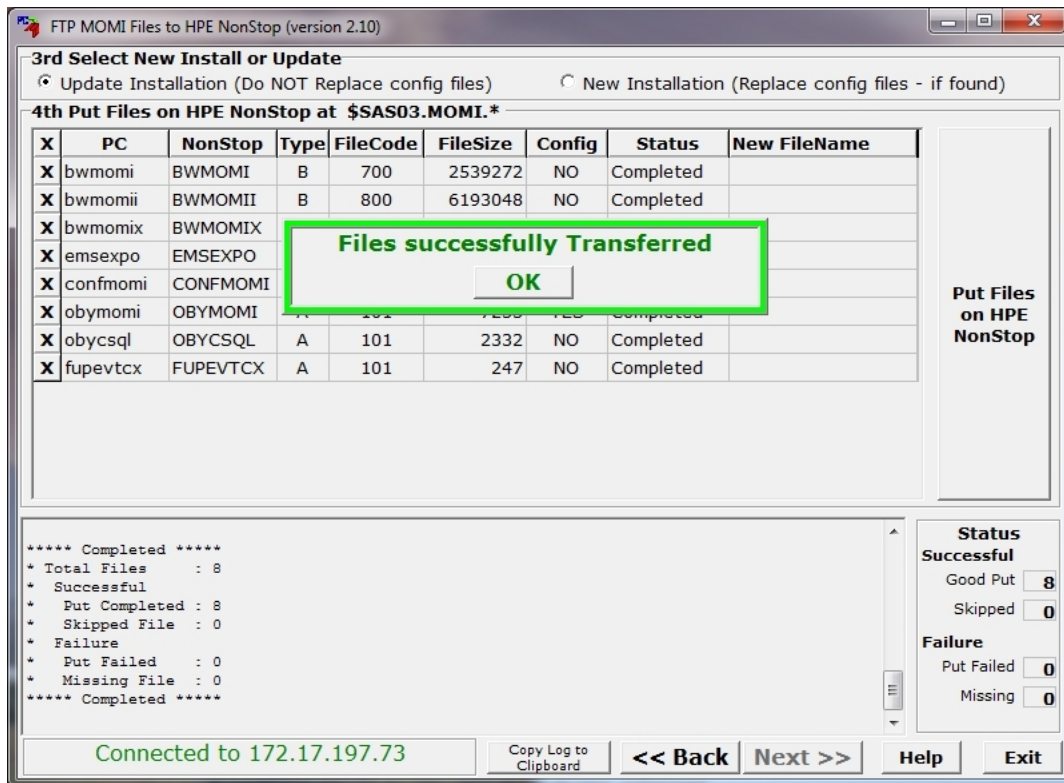 FTP MOMI Files to HPE NonStop (version 2.10)
3rd Select New Install or Update
Update Installation (Do NOT Replace config files) New Installation (Replace config files - if found)
4th Put Files on HPE NonStop at $SAS03.MOMI.*
X PC NonStop Type FileCode FileSize Config Status New FileName
X bwmomi BWMOMI B 700 2539272 NO Completed
X bwmomii BWMOMII B 800 6193048 NO Completed
X bwmomix BWMOMIX
X emsexpo EMSEXPO
X confmomi CONFMOMI
X obymomi OBYMOMI
X obycsql OBYCSQL A 101 2332 NO Completed
X fupevtcx FUPEVTCX A 101 247 NO Completed
Files successfully Transferred
OK
Put Files
on HPE
NonStop
***** Completed *****
* Total Files : 8
* Successful
* Put Completed : 8
* Skipped File : 0
* Failure
* Put Failed : 0
* Missing File : 0
***** Completed *****
Status
Successful
Good Put 8
Skipped 0
Failure
Put Failed 0
Missing 0
Connected to 172.17.197.73
Copy Log to
Clipboard
<< Back
Next >>
Help
Exit